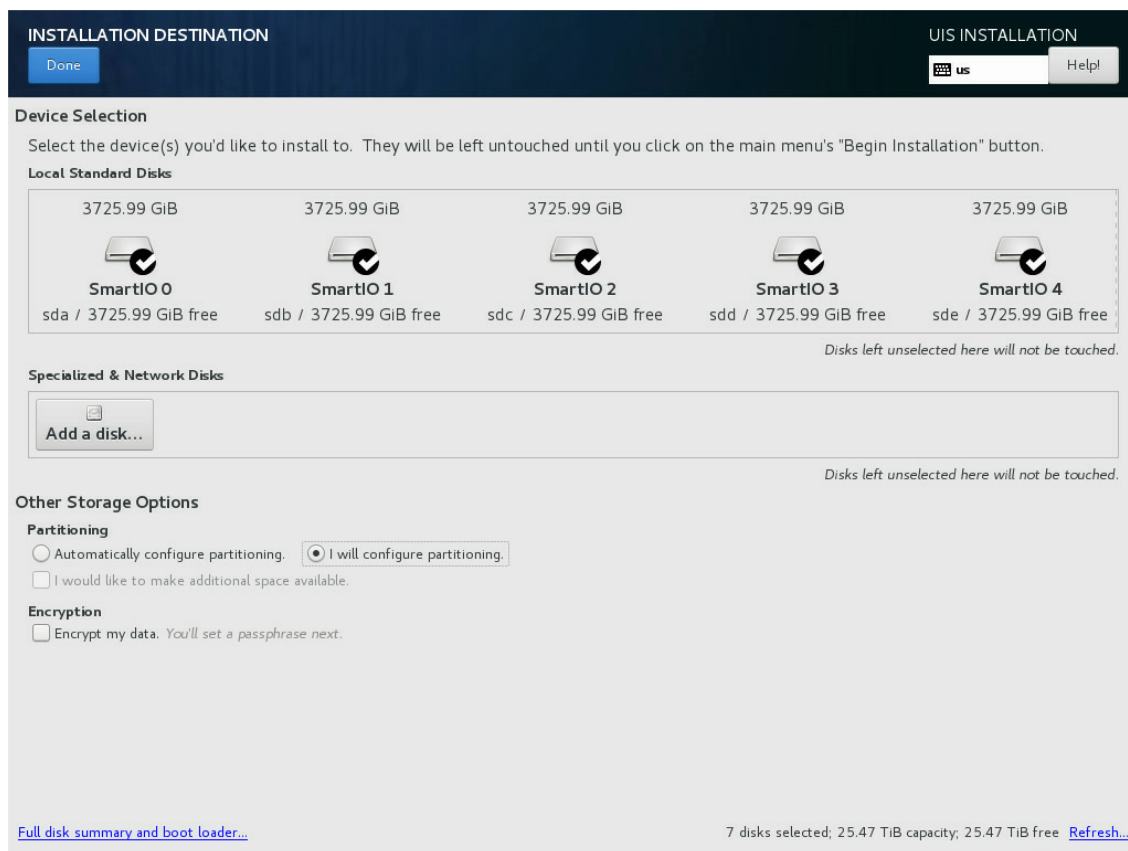 INSTALLATION DESTINATION
UIS INSTALLATION
Done
us
Help!
Device Selection
Select the device(s) you'd like to install to. They will be left untouched until you click on the main menu's "Begin Installation" button.
Local Standard Disks
3725.99 GiB 3725.99 GiB 3725.99 GiB 3725.99 GiB 3725.99 GiB
SmartIO 0 SmartIO 1 SmartIO 2 SmartIO 3 SmartIO 4
sda / 3725.99 GiB free sdb / 3725.99 GiB free sdc / 3725.99 GiB free sdd / 3725.99 GiB free sde / 3725.99 GiB free
Disks left unselected here will not be touched.
Specialized & Network Disks
Add a disk...
Disks left unselected here will not be touched.
Other Storage Options
Partitioning
Automatically configure partitioning. I will configure partitioning.
I would like to make additional space available.
Encryption
Encrypt my data. You'll set a passphrase next.
Full disk summary and boot loader... 7 disks selected; 25.47 TiB capacity; 25.47 TiB free Refresh...